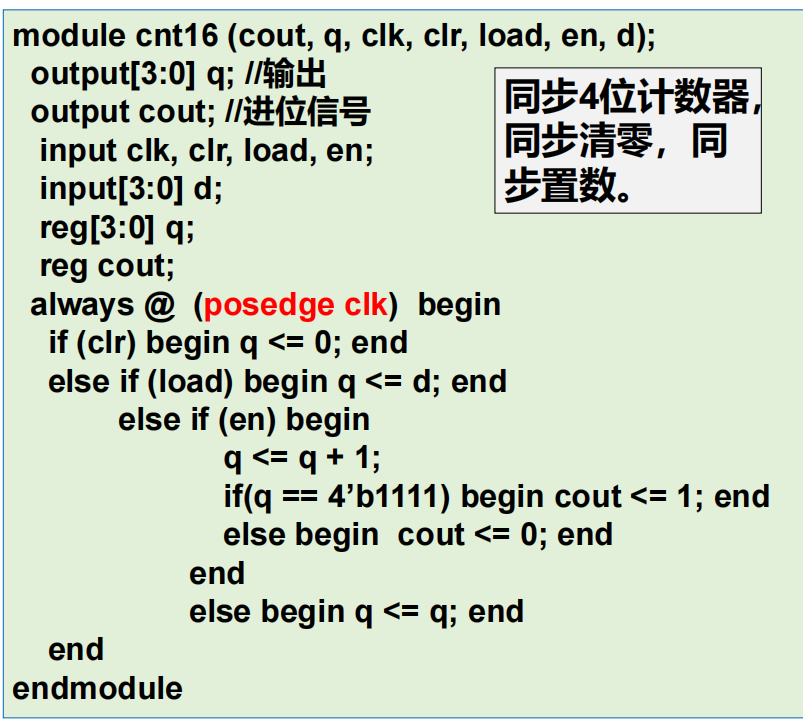 module cnt16 (cout, q, clk, clr, load, en, d);
output[3:0] q; //输出
output cout; //进位信号
input clk, clr, load, en;
input[3:0] d;
reg[3:0] q;
reg cout;
always @ (posedge clk) begin
if (clr) begin q <= 0; end
else if (load) begin q <= d; end
else if (en) begin
q <= q + 1;
if(q == 4’b1111) begin cout <= 1; end
else begin cout <= 0; end
end
else begin q <= q; end
end
endmodule
同步4位计数器，
同步清零，同
步置数。